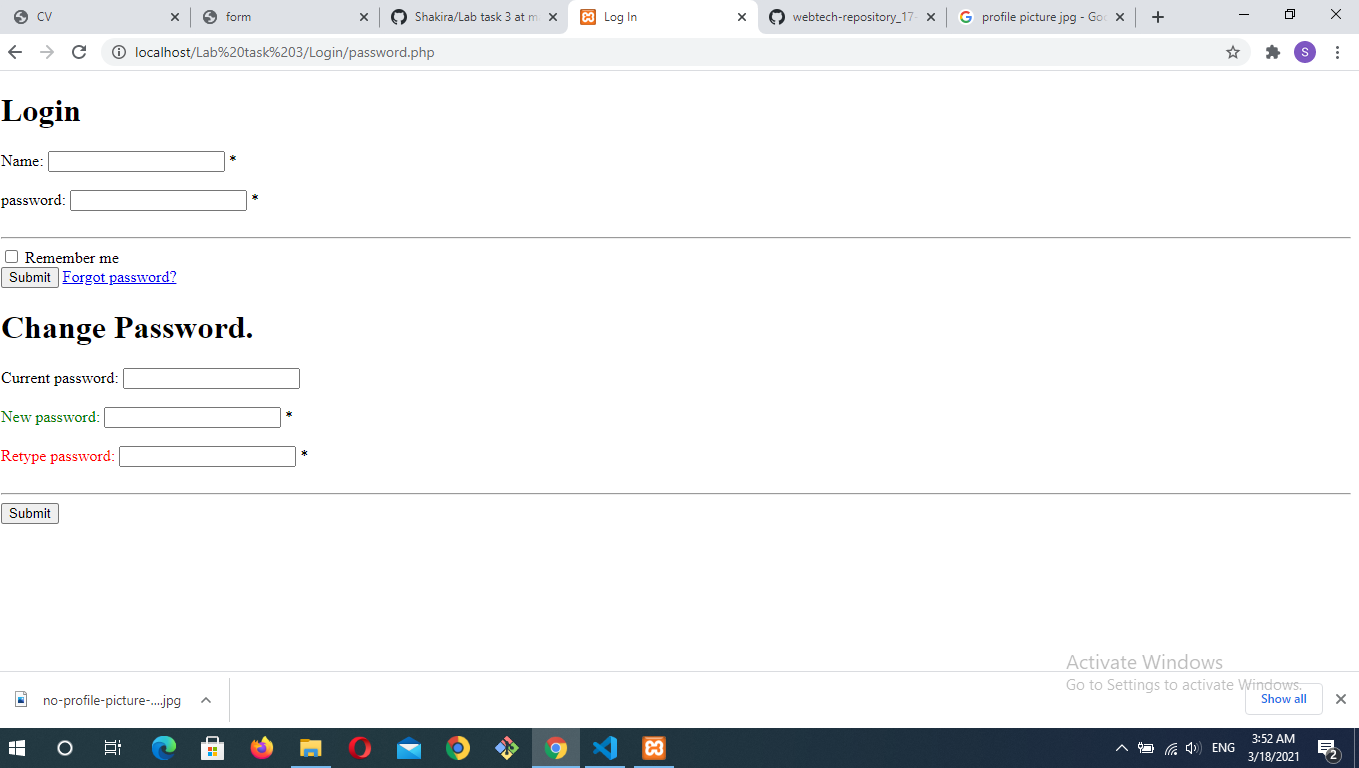 CV
form
Shakira/Lab task 3 at m
Log In
webtech-repository_17-
profile picture jpg - Goo
localhost/Lab%20task%203/Login/password.php
S
Login
Name: *
password: *
Remember me
Submit Forgot password?
Change Password.
Current password:
New password: *
Retype password: *
Submit
Activate Windows
Go to Settings to activate Windows.
no-profile-picture-....jpg
Show all
ENG
3:52 AM
3/18/2021
2